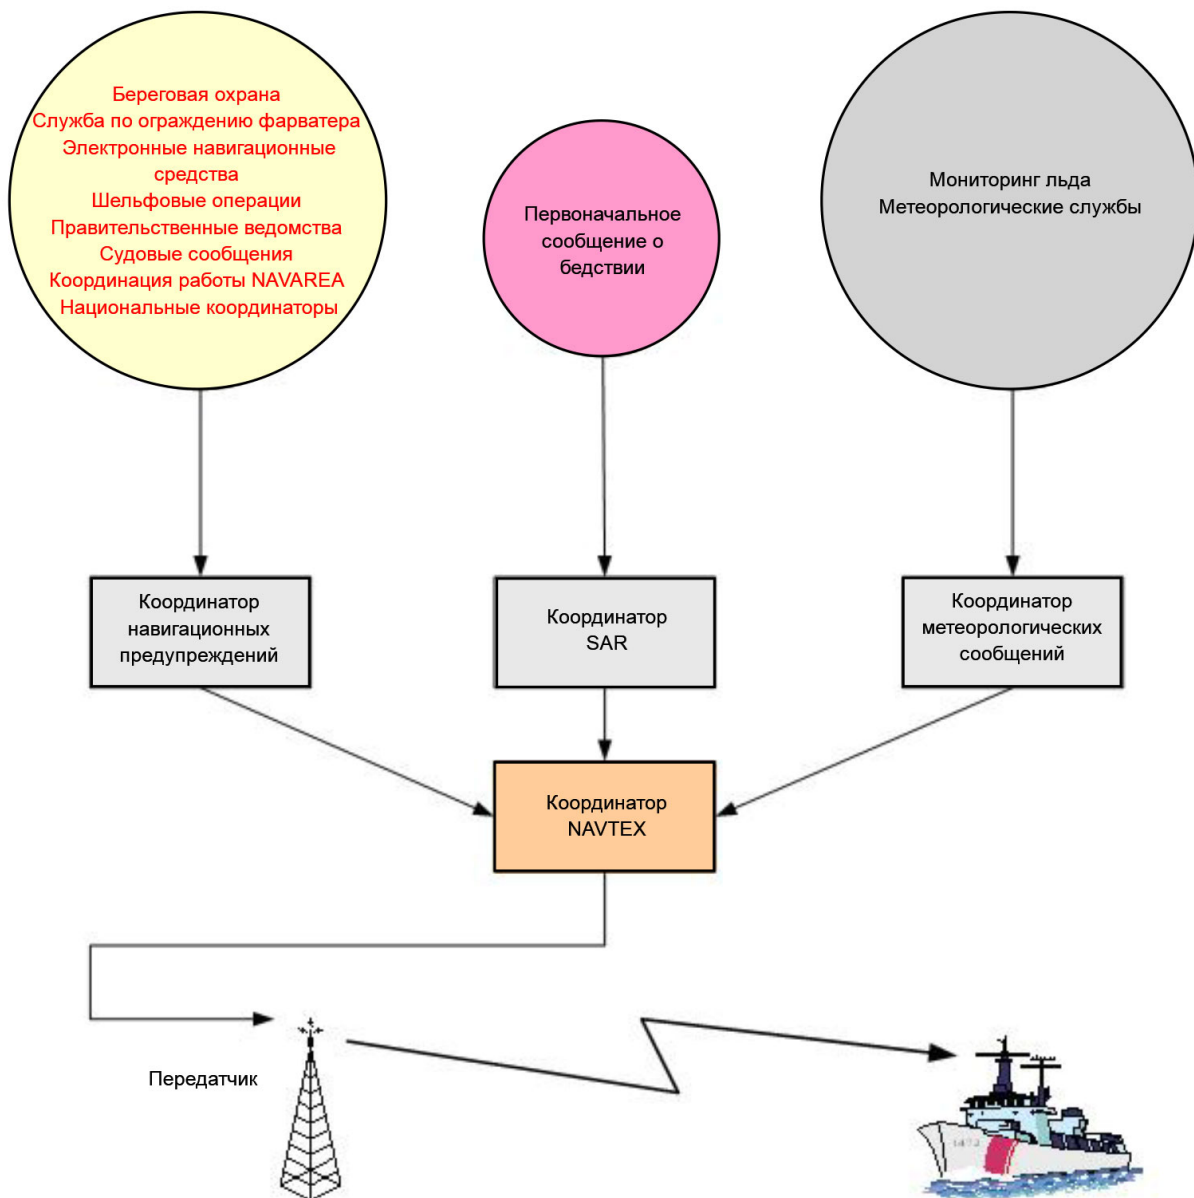 Береговая охрана
Служба по ограждению фарватера
Электронные навигационные
средства
Шельфовые операции
Правительственные ведомства
Судовые сообщения
Координация работы NAVAREA
Национальные координаторы
Первоначальное
сообщение о
бедствии
Мониторинг льда
Метеорологические службы
Координатор
навигационных
предупреждений
Координатор
SAR
Координатор
метеорологических
сообщений
Координатор
NAVTEX
Передатчик